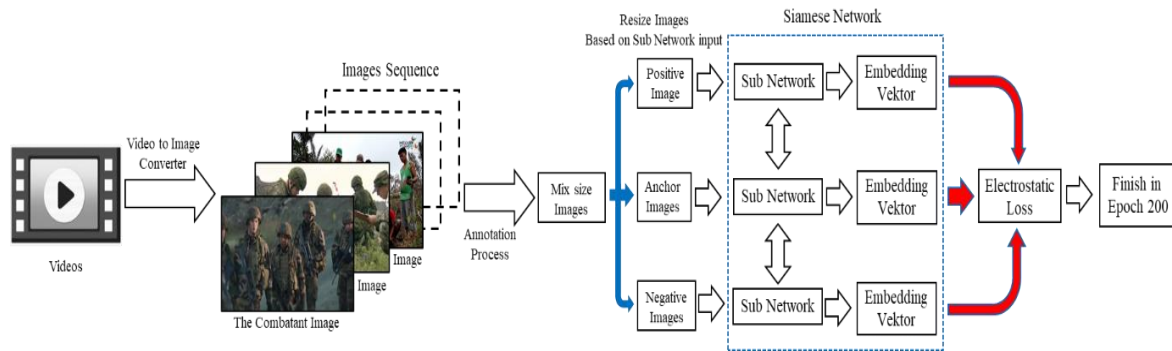 Videos
Video to Image
Converter
Images Sequence
Image
Image
The Combatant Image
Annotation
Process
Mix size
Images
Resize Images
Based on Sub Network input
Positive
Image
Anchor
Images
Negative
Images
Siamese Network
Sub Network
Embedding
Vektor
Sub Network
Embedding
Vektor
Sub Network
Embedding
Vektor
Electrostatic
Loss
Finish in
Epoch 200